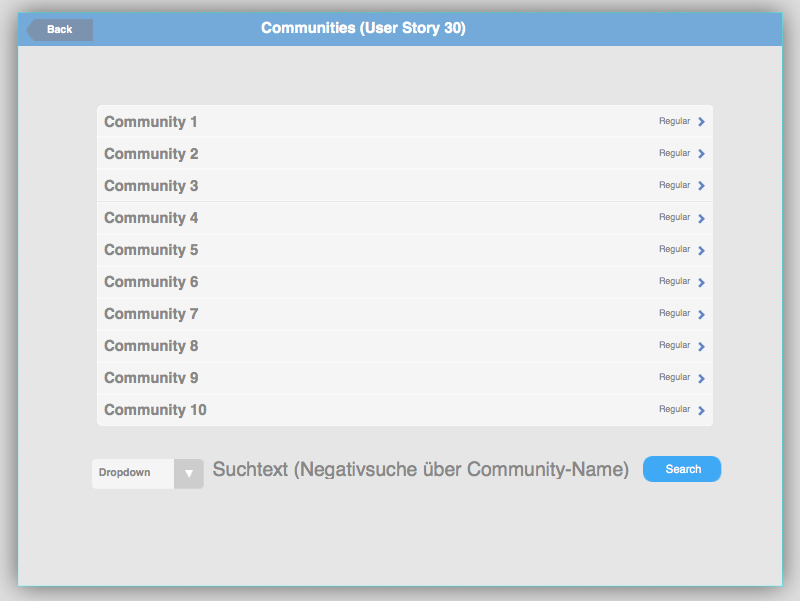 Back
Communities (User Story 30)
Community 1 Regular
Community 2 Regular
Community 3 Regular
Community 4 Regular
Community 5 Regular
Community 6 Regular
Community 7 Regular
Community 8 Regular
Community 9 Regular
Community 10 Regular
Dropdown Suchtext (Negativsuche über Community-Name) Search